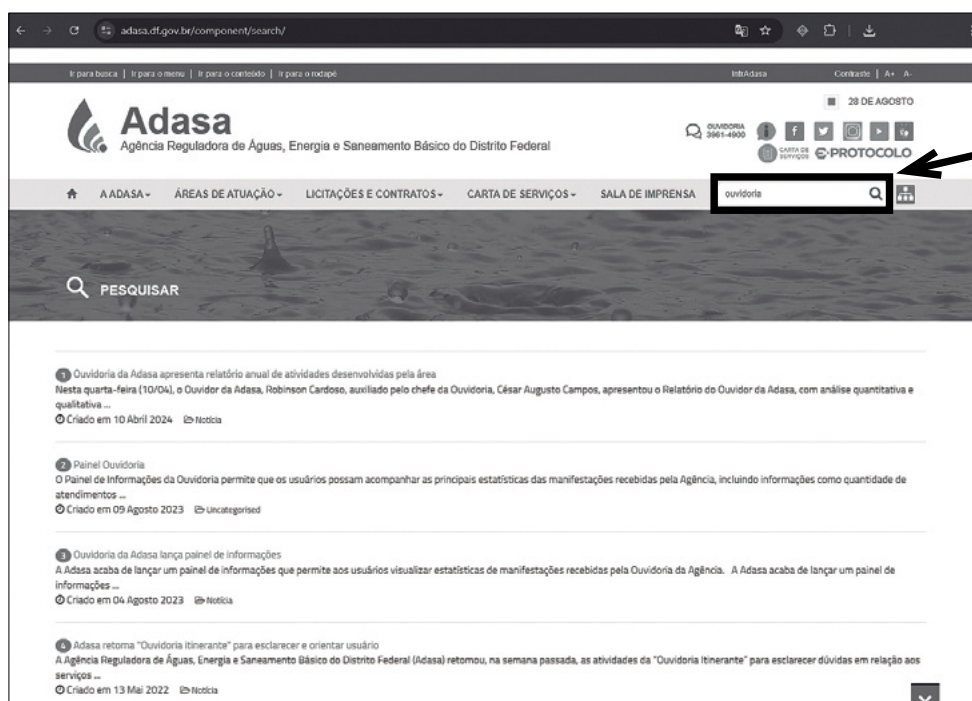 adasa.df.gov.br/component/search/
Ir para busca | Ir para o menu | Ir para o conteúdo | Ir para o rodapé
IntrAdasa
Contraste | A+ A-
28 DE AGOSTO
Adasa
Agência Reguladora de Águas, Energia e Saneamento Básico do Distrito Federal
OUVIDORIA
3961-4900
CARTA DE
SERVIÇOS
E-PROTOCOLO
A ADASA
ÁREAS DE ATUAÇÃO
LICITAÇÕES E CONTRATOS
CARTA DE SERVIÇOS
SALA DE IMPRENSA
ouvidoria
PESQUISAR
1 Ouvidoria da Adasa apresenta relatório anual de atividades desenvolvidas pela área
Nesta quarta-feira (10/04), o Ouvidor da Adasa, Robinson Cardoso, auxiliado pelo chefe da Ouvidoria, César Augusto Campos, apresentou o Relatório do Ouvidor da Adasa, com análise quantitativa e
qualitativa ...
Criado em 10 Abril 2024 Notícia
2 Painel Ouvidoria
O Painel de Informações da Ouvidoria permite que os usuários possam acompanhar as principais estatísticas das manifestações recebidas pela Agência, incluindo informações como quantidade de
atendimentos ...
Criado em 09 Agosto 2023 Uncategorised
3 Ouvidoria da Adasa lança painel de informações
A Adasa acaba de lançar um painel de informações que permite aos usuários visualizar estatísticas de manifestações recebidas pela Ouvidoria da Agência. A Adasa acaba de lançar um painel de
informações ...
Criado em 04 Agosto 2023 Notícia
4 Adasa retoma "Ouvidoria itinerante" para esclarecer e orientar usuário
A Agência Reguladora de Águas, Energia e Saneamento Básico do Distrito Federal (Adasa) retomou, na semana passada, as atividades da "Ouvidoria Itinerante" para esclarecer dúvidas em relação aos
serviços ...
Criado em 13 Mai 2022 Notícia